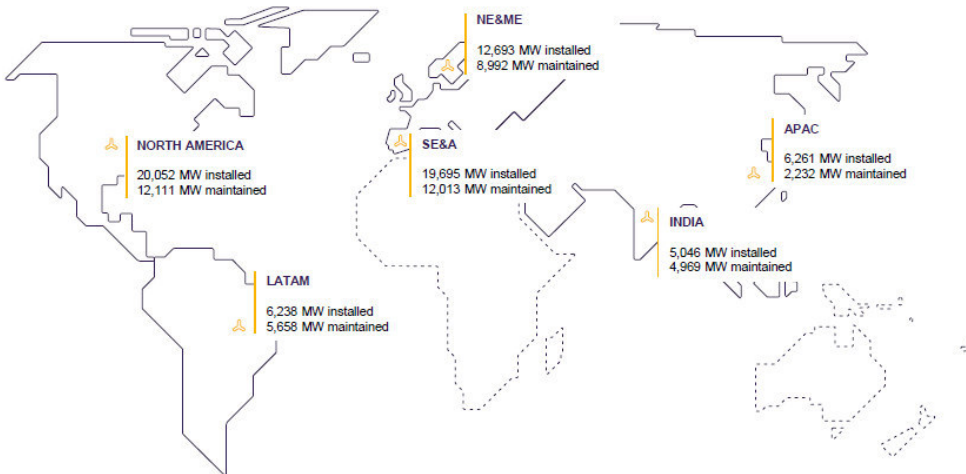 NE&ME
12,693 MW installed
8,992 MW maintained
NORTH AMERICA
20,052 MW installed
12,111 MW maintained
SE&A
19,695 MW installed
12,013 MW maintained
APAC
6,261 MW installed
2,232 MW maintained
INDIA
5,046 MW installed
4,969 MW maintained
LATAM
6,238 MW installed
5,658 MW maintained